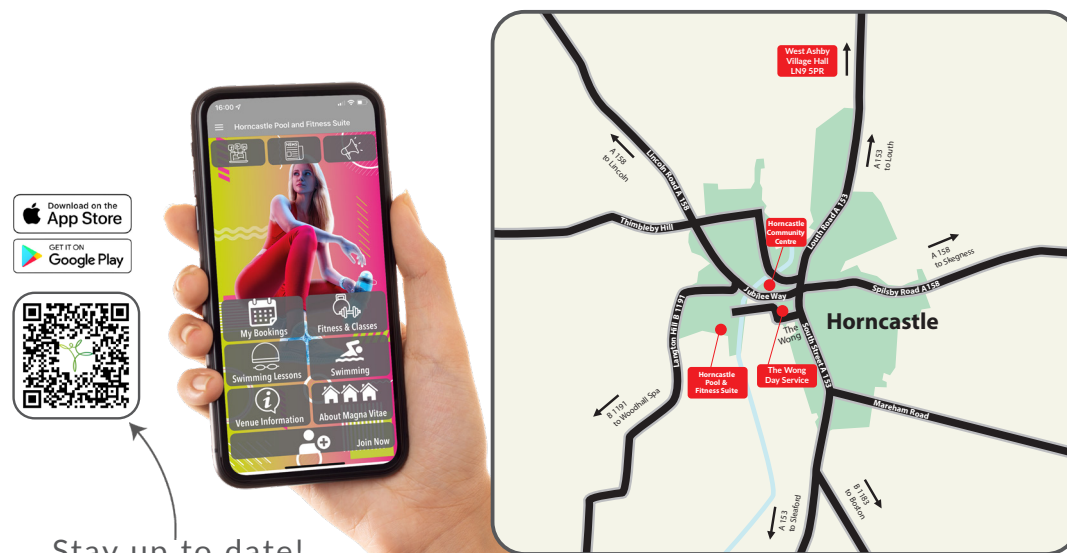 Download on the
App Store
GET IT ON
Google Play
Stay up to date!
16:00
Horncastle Pool and Fitness Suite
NEWS
My Bookings
Fitness & Classes
Swimming Lessons
Swimming
Venue Information
About Magna Vitae
Join Now
West Ashby
Village Hall
LN9 5PR
A 158
to Lincoln
Lincoln Road A 158
A 153
to Louth
Louth Road A 153
Thimbleby Hill
Horncastle
Community
Centre
A 158
to Skegness
Spilsby Road A158
Jubilee Way
Langton Hill B 1191
Horncastle
The
Wong
South Street A 153
Horncastle
Pool &
Fitness Suite
The Wong
Day Service
B 1191
to Woodhall Spa
Mareham Road
A 153
to Sleaford
B 1183
to Boston